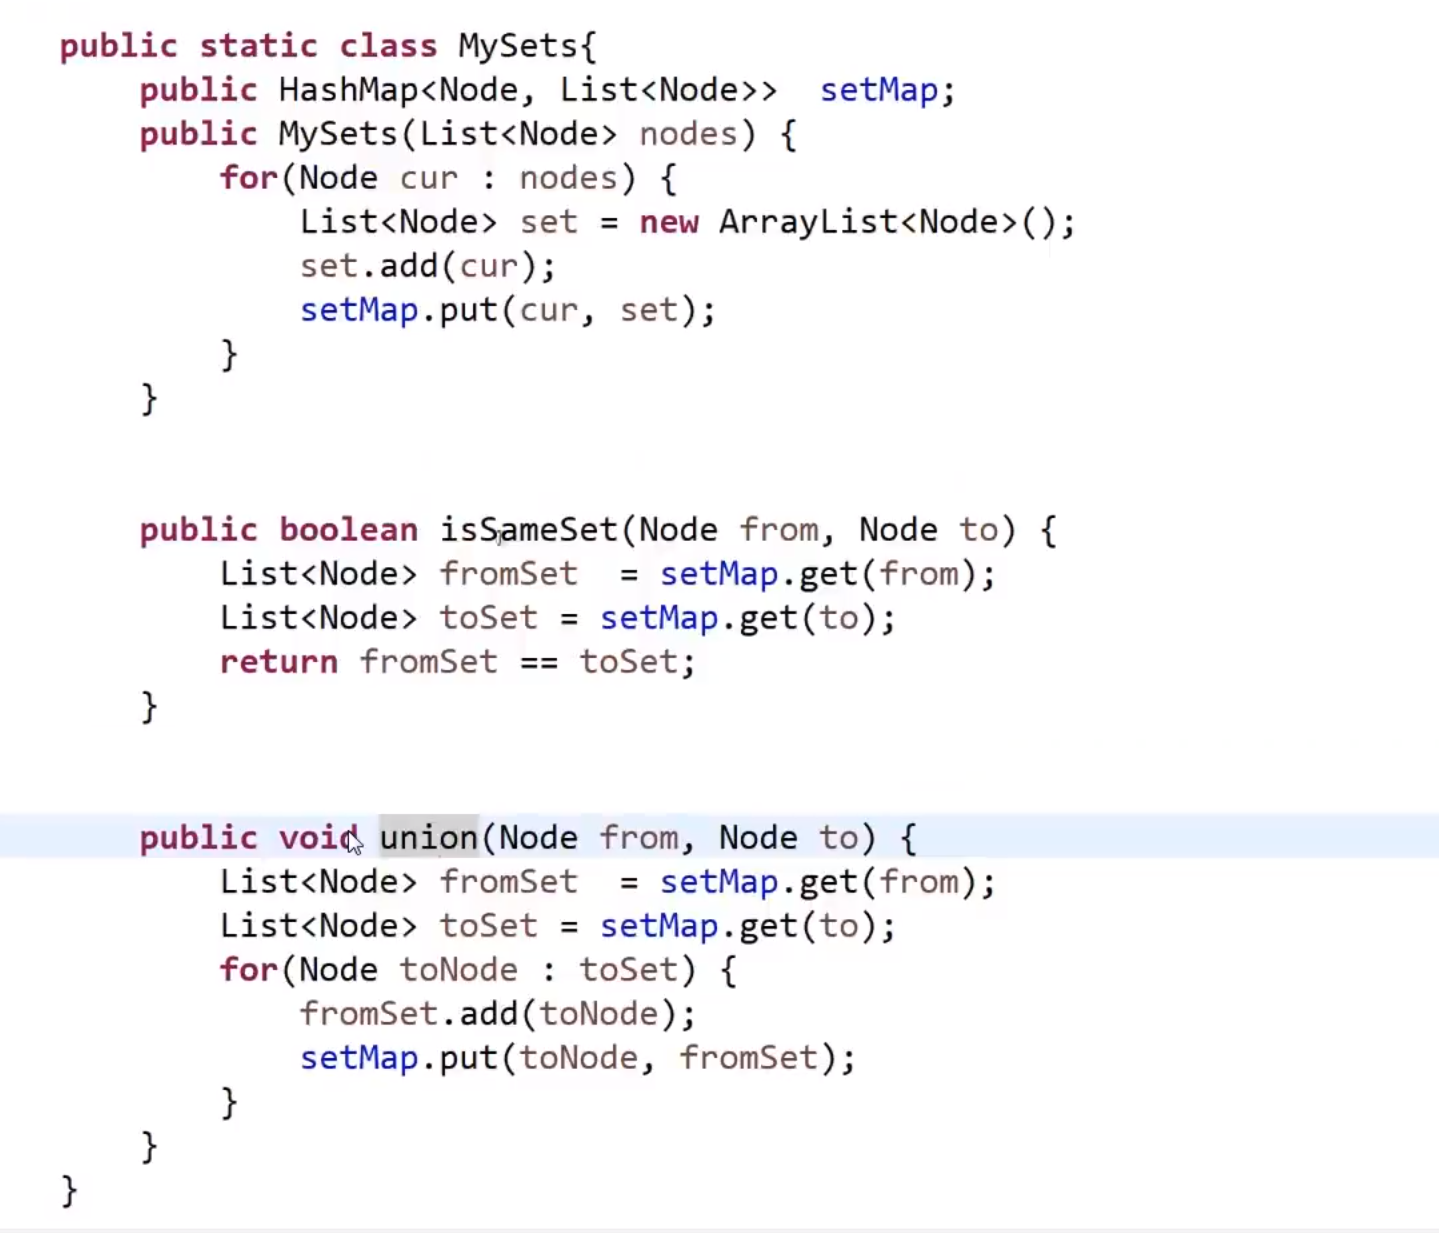 public static class MySets{
public HashMap<Node, List<Node>>  setMap;
public MySets(List<Node> nodes) {
for(Node cur : nodes) {
List<Node> set = new ArrayList<Node>();
set.add(cur);
setMap.put(cur, set);
}
}
public boolean isSameSet(Node from, Node to) {
List<Node> fromSet  = setMap.get(from);
List<Node> toSet = setMap.get(to);
return fromSet == toSet;
}
public void union(Node from, Node to) {
List<Node> fromSet  = setMap.get(from);
List<Node> toSet = setMap.get(to);
for(Node toNode : toSet) {
fromSet.add(toNode);
setMap.put(toNode, fromSet);
}
}
}